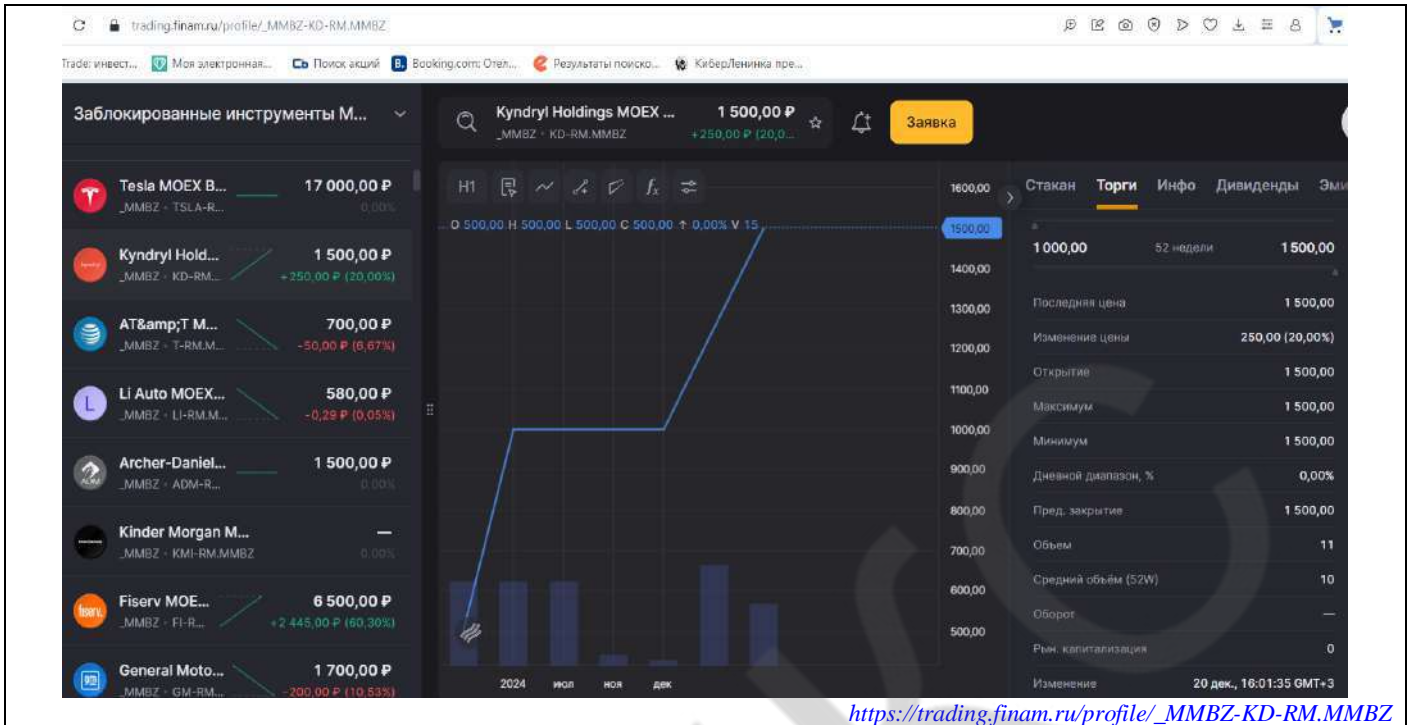 trading.finam.ru/profile/_MMBZ-KD-RM.MMBZ
Trade: инвест... Моя электронная... Поиск акций Booking.com: Отел... Результаты поиско... КиберЛенинка пре...
Заблокированные инструменты М...
Tesla MOEX B... 17 000,00 ₽
_MMBZ • TSLA-R... 0,00%
Kyndryl Hold... 1 500,00 ₽
_MMBZ • KD-RM... +250,00 ₽ (20,00%)
AT&amp;T M... 700,00 ₽
_MMBZ • T-RM.M... -50,00 ₽ (6,67%)
L
Li Auto MOEX... 580,00 ₽
_MMBZ • LI-RM.M... -0,29 ₽ (0,05%)
ADM
Archer-Daniel... 1 500,00 ₽
_MMBZ • ADM-R... 0,00%
Kinder Morgan M... —
_MMBZ • KMI-RM.MMBZ 0,00%
fiserv.
Fiserv MOE... 6 500,00 ₽
_MMBZ • FI-R... +2 445,00 ₽ (60,30%)
gm
General Moto... 1 700,00 ₽
_MMBZ • GM-RM... -200,00 ₽ (10,53%)
Kyndryl Holdings MOEX ... 1 500,00 ₽
_MMBZ • KD-RM.MMBZ +250,00 ₽ (20,0...
Заявка
H1 fx
O 500,00 H 500,00 L 500,00 C 500,00 ↑ 0,00% V 15
1600,00
1500,00
1400,00
1300,00
1200,00
1100,00
1000,00
900,00
800,00
700,00
600,00
500,00
2024 июл ноя дек
Стакан Торги Инфо Дивиденды Эми
1 000,00 52 недели 1 500,00
Последняя цена 1 500,00
Изменение цены 250,00 (20,00%)
Открытие 1 500,00
Максимум 1 500,00
Минимум 1 500,00
Дневной диапазон, % 0,00%
Пред. закрытие 1 500,00
Объем 11
Средний объём (52W) 10
Оборот —
Рын. капитализация 0
Изменение 20 дек., 16:01:35 GMT+3
https://trading.finam.ru/profile/_MMBZ-KD-RM.MMBZ